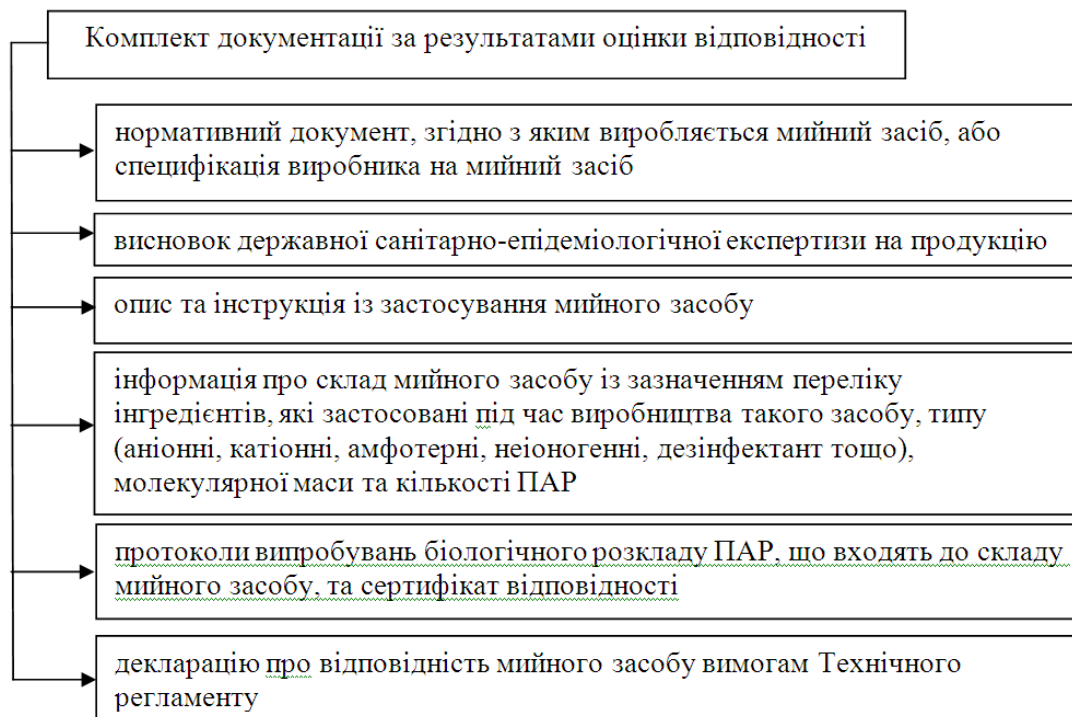 Комплект документації за результатами оцінки відповідності
нормативний документ, згідно з яким виробляється мийний засіб, або
специфікація виробника на мийний засіб
висновок державної санітарно-епідеміологічної експертизи на продукцію
опис та інструкція із застосування мийного засобу
інформація про склад мийного засобу із зазначенням переліку
інгредієнтів, які застосовані під час виробництва такого засобу, типу
(аніонні, катіонні, амфотерні, неіоногенні, дезінфектант тощо),
молекулярної маси та кількості ПАР
протоколи випробувань біологічного розкладу ПАР, що входять до складу
мийного засобу, та сертифікат відповідності
декларацію про відповідність мийного засобу вимогам Технічного
регламенту